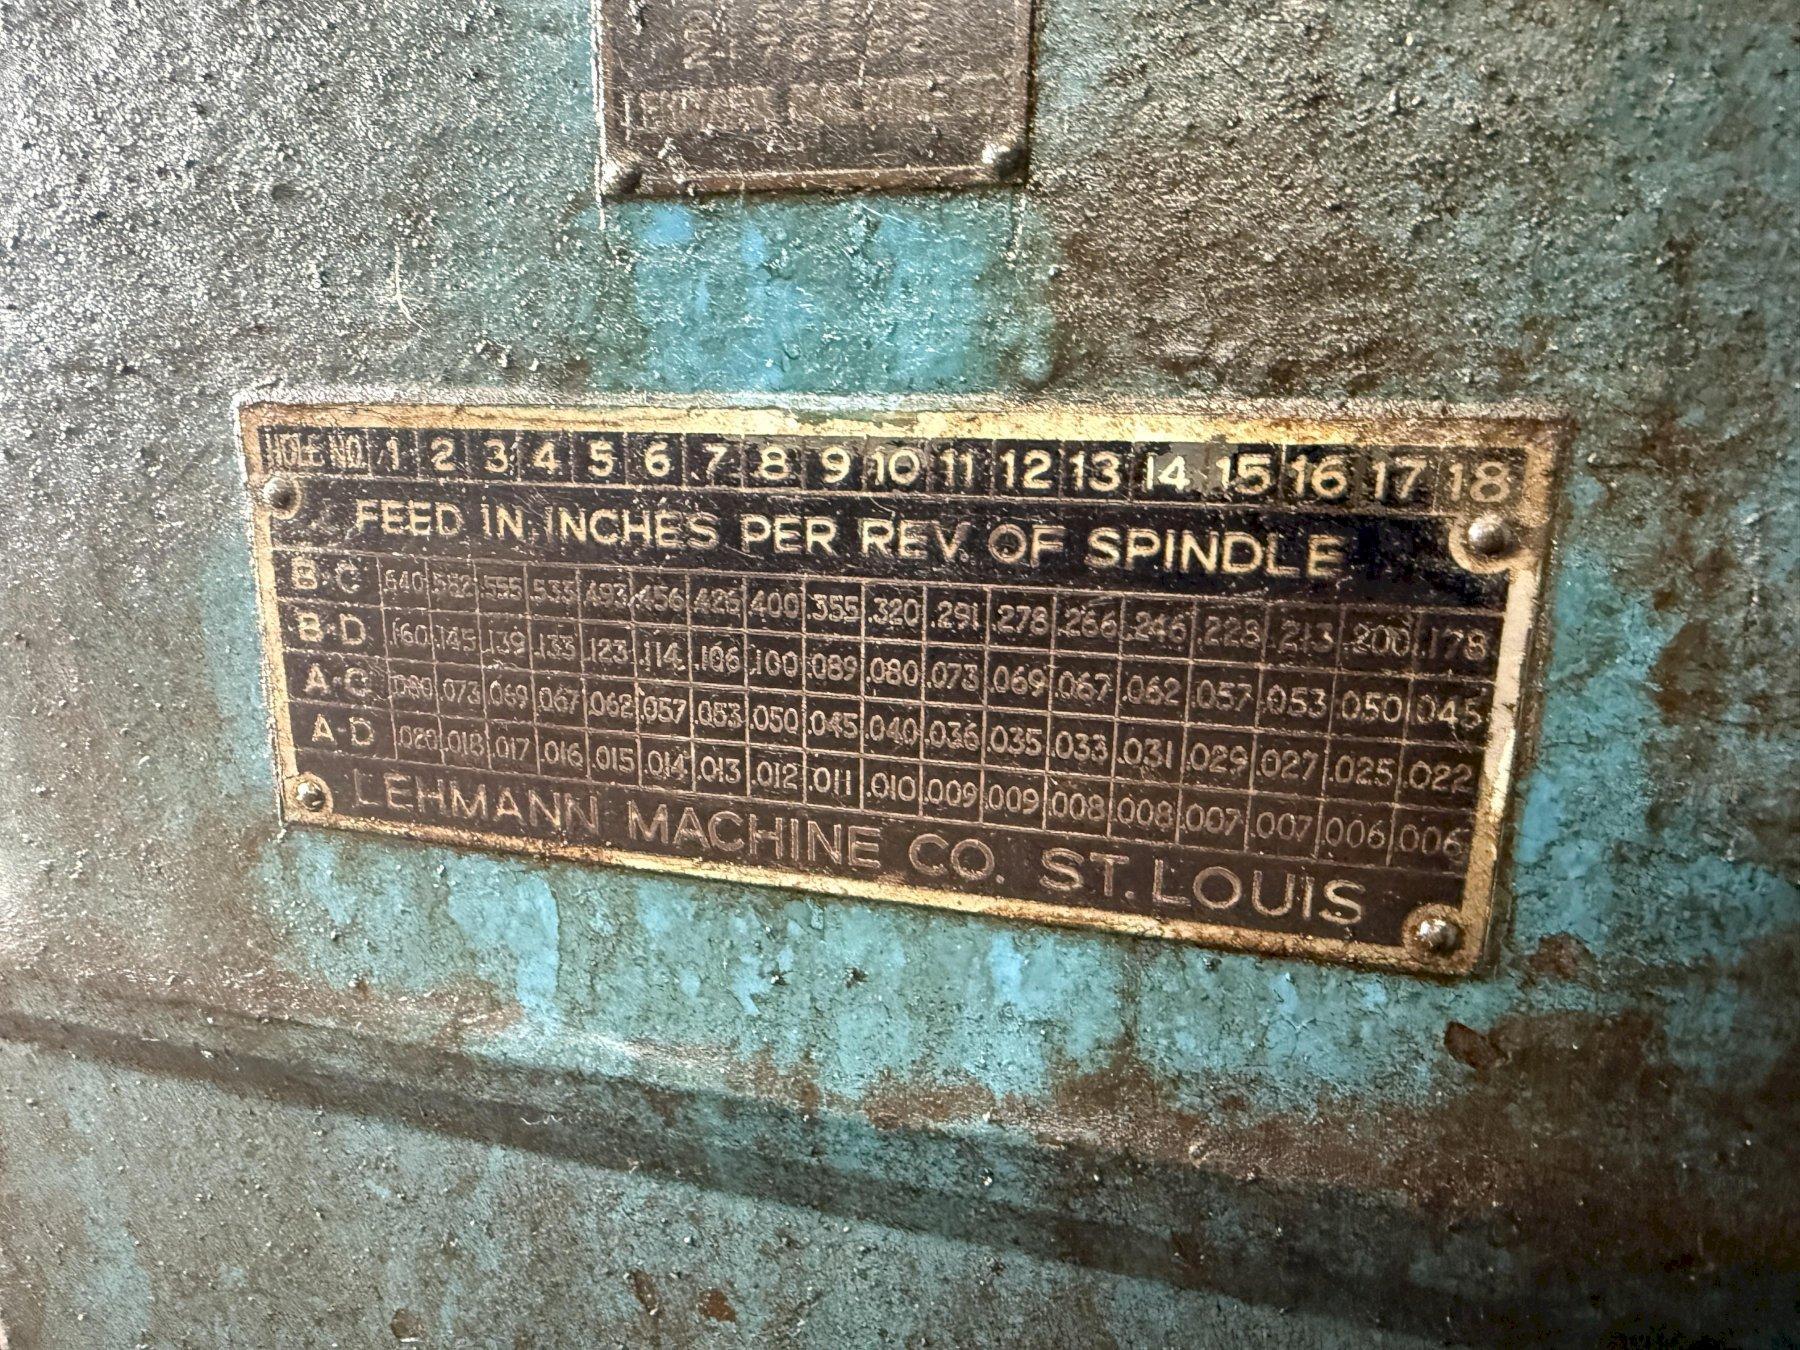 HOLE NO. 1 2 3 4 5 6 7 8 9 10 11 12 13 14 15 16 17 18
FEED IN INCHES PER REV. OF SPINDLE
B-C .640 .582 .555 .533 .493 .456 .426 .400 .355 .320 .291 .278 .266 .246 .228 .213 .200 .178
B-D .160 .145 .139 .133 .123 .114 .106 .100 .089 .080 .073 .069 .067 .062 .057 .053 .050 .045
A-C .080 .073 .069 .067 .062 .057 .053 .050 .045 .040 .036 .035 .033 .031 .029 .027 .025 .022
A-D .020 .018 .017 .016 .015 .014 .013 .012 .011 .010 .009 .009 .008 .008 .007 .007 .006 .006
LEHMANN MACHINE CO. ST. LOUIS